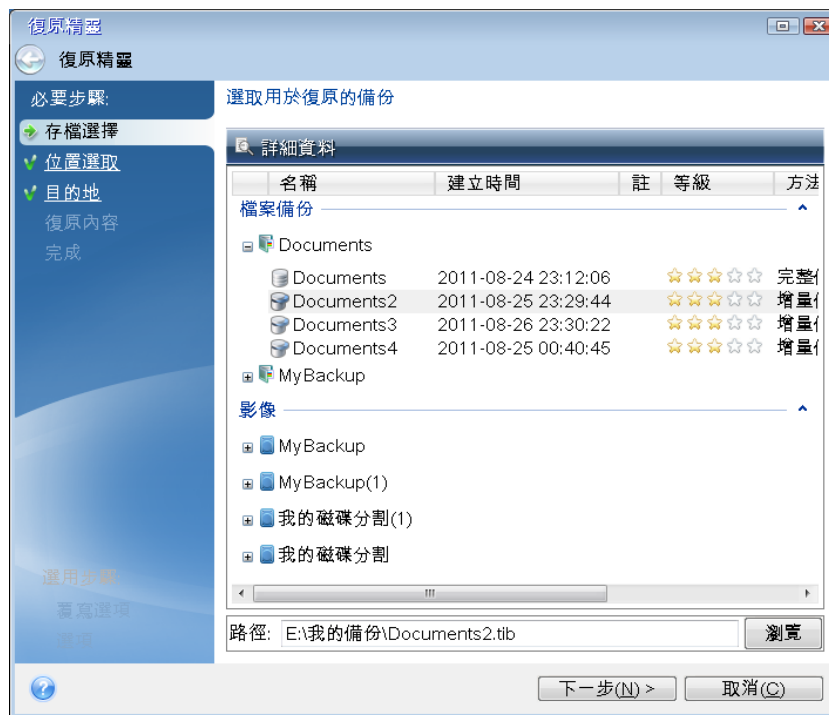 復原精靈
復原精靈
必要步驟:
存檔選擇
位置選取
目的地
復原內容
完成
選用步驟:
覆寫選項
選項
選取用於復原的備份
詳細資料
名稱 建立時間 註 等級 方法
檔案備份
Documents
Documents 2011-08-24 23:12:06 完整
Documents2 2011-08-25 23:29:44 增量
Documents3 2011-08-26 23:30:22 增量
Documents4 2011-08-25 00:40:45 增量
MyBackup
影像
MyBackup
MyBackup(1)
我的磁碟分割(1)
我的磁碟分割
路徑: E:\我的備份\Documents2.tib 瀏覽
下一步(N) > 取消(C)